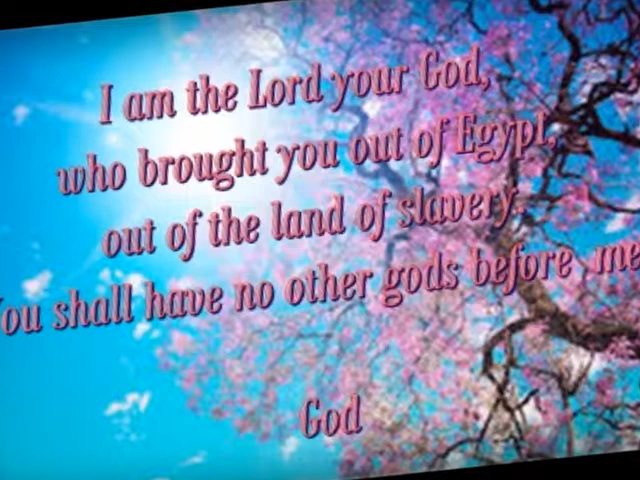 I am the Lord your God,
who brought you out of Egypt,
out of the land of slavery.
You shall have no other gods before me
God